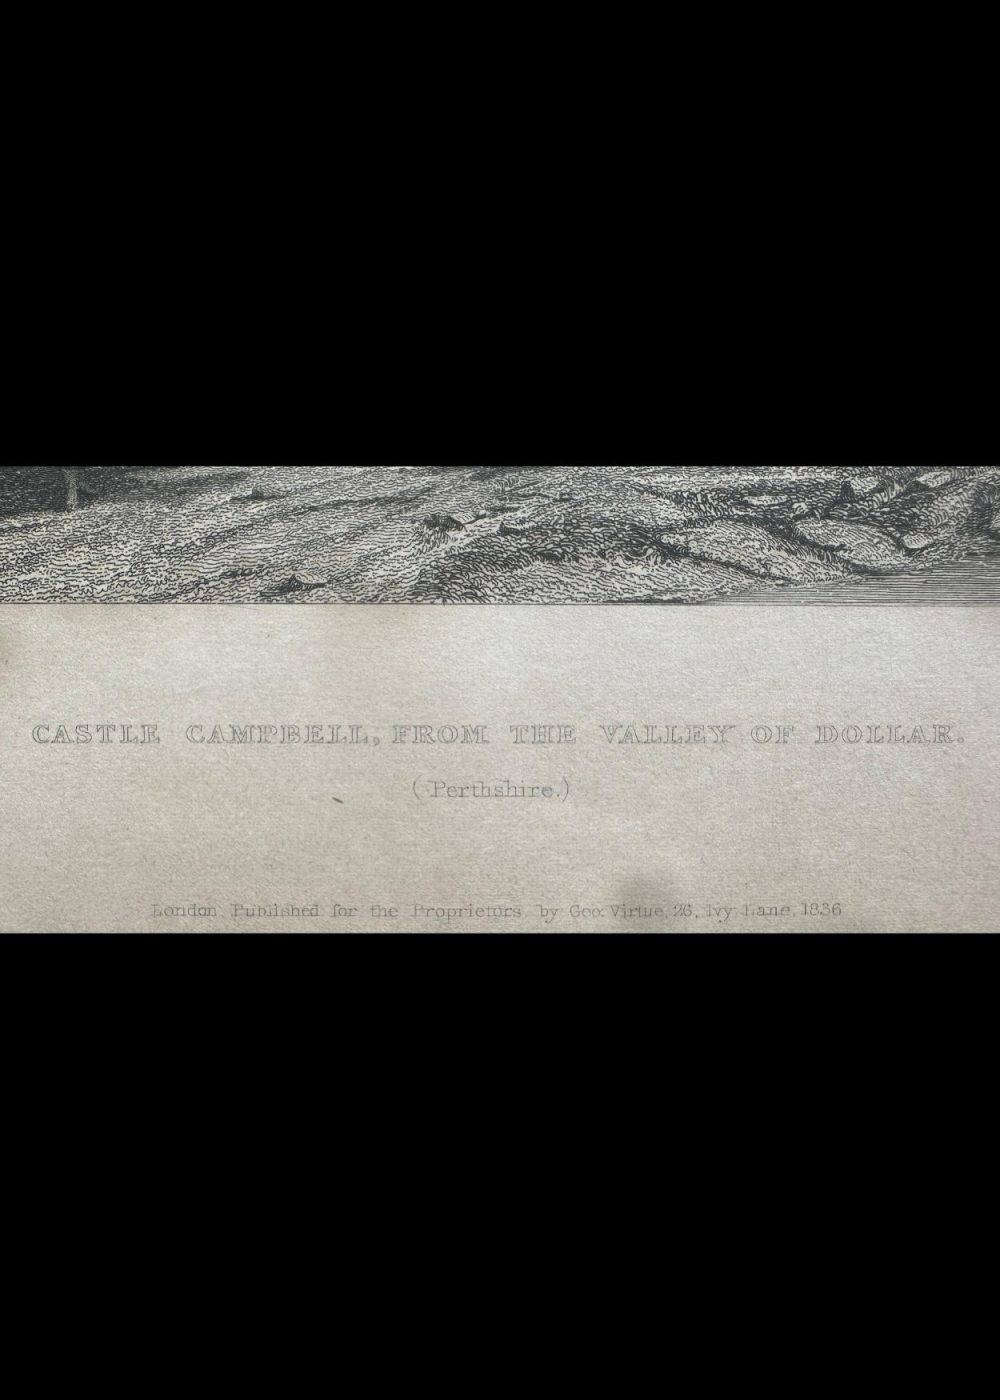 CASTLE CAMPBELL, FROM THE VALLEY OF DOLLAR.
(Perthshire.)
London Published for the Proprietors by Geo: Virtue, 26, Ivy Lane, 1836